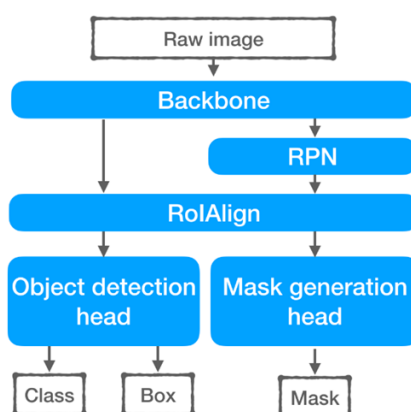 Raw image
Backbone
RPN
RoIAlign
Object detection
head
Mask generation
head
Class
Box
Mask